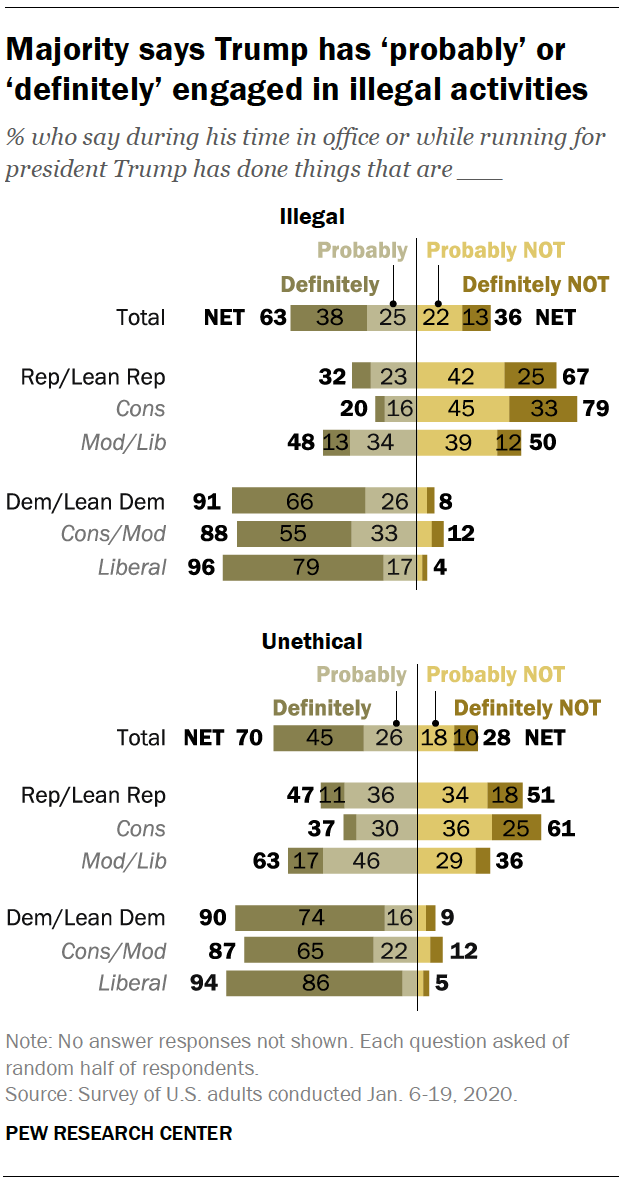 Majority says Trump has ‘probably’ or
‘definitely’ engaged in illegal activities
% who say during his time in office or while running for
president Trump has done things that are ____
Illegal
Probably Probably NOT
Definitely Definitely NOT
Total NET 63 38 25 22 13 36 NET
Rep/Lean Rep 32 23 42 25 67
Cons 20 16 45 33 79
Mod/Lib 48 13 34 39 12 50
Dem/Lean Dem 91 66 26 8
Cons/Mod 88 55 33 12
Liberal 96 79 17 4
Unethical
Probably Probably NOT
Definitely Definitely NOT
Total NET 70 45 26 18 10 28 NET
Rep/Lean Rep 47 11 36 34 18 51
Cons 37 30 36 25 61
Mod/Lib 63 17 46 29 36
Dem/Lean Dem 90 74 16 9
Cons/Mod 87 65 22 12
Liberal 94 86 5
Note: No answer responses not shown. Each question asked of
random half of respondents.
Source: Survey of U.S. adults conducted Jan. 6-19, 2020.
PEW RESEARCH CENTER